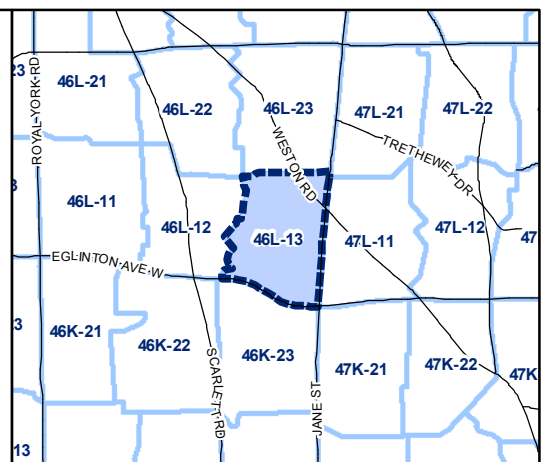 23
ROYAL YORK RD
46L-21
46L-22
46L-23
47L-21
47L-22
WESTON RD
TRETHEWEY DR
3
46L-11
46L-12
46L-13
47L-11
47L-12
47
EGLINTON AVE W
3
46K-21
46K-22
46K-23
47K-21
47K-22
47K
SCARLETT RD
JANE ST
13